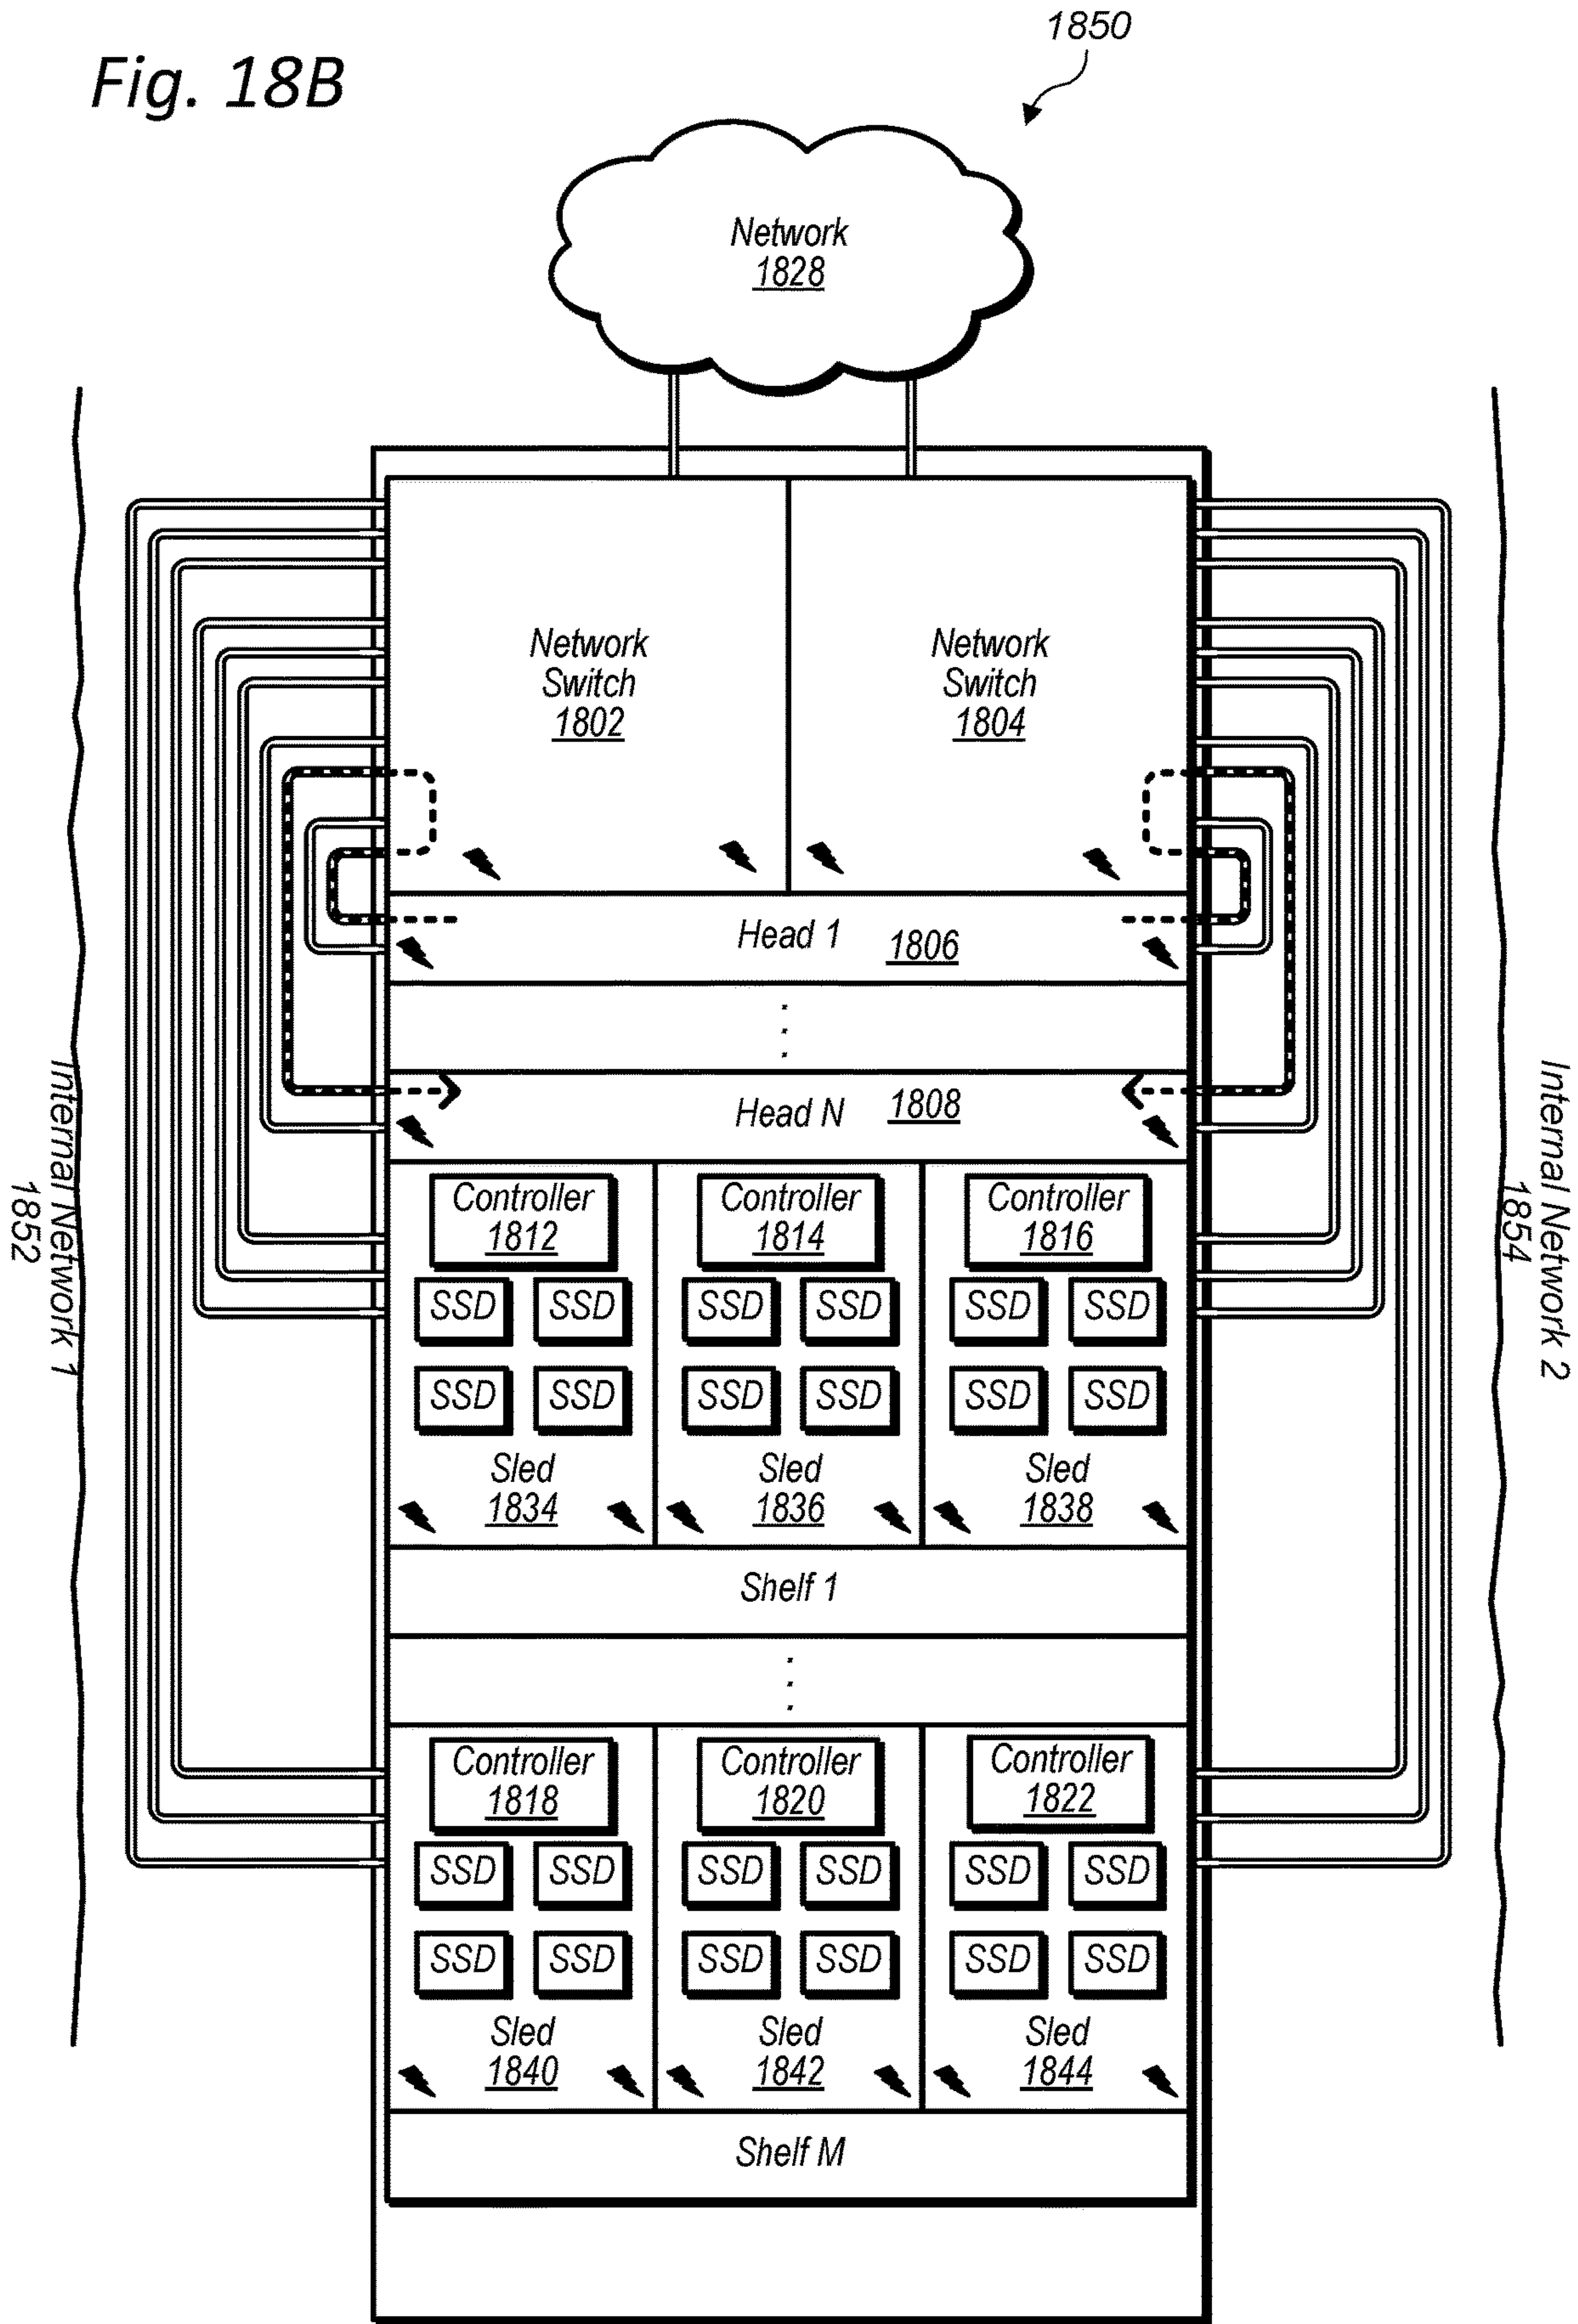 Fig. 18B
1850
Network
1828
Network
Switch
1802
Network
Switch
1804
Head 1 1806
Head N 1808
Internal Network 1
1852
Internal Network 2
1854
Controller
1812
Controller
1814
Controller
1816
SSD SSD SSD SSD SSD SSD
SSD SSD SSD SSD SSD SSD
Sled
1834
Sled
1836
Sled
1838
Shelf 1
Controller
1818
Controller
1820
Controller
1822
SSD SSD SSD SSD SSD SSD
SSD SSD SSD SSD SSD SSD
Sled
1840
Sled
1842
Sled
1844
Shelf M